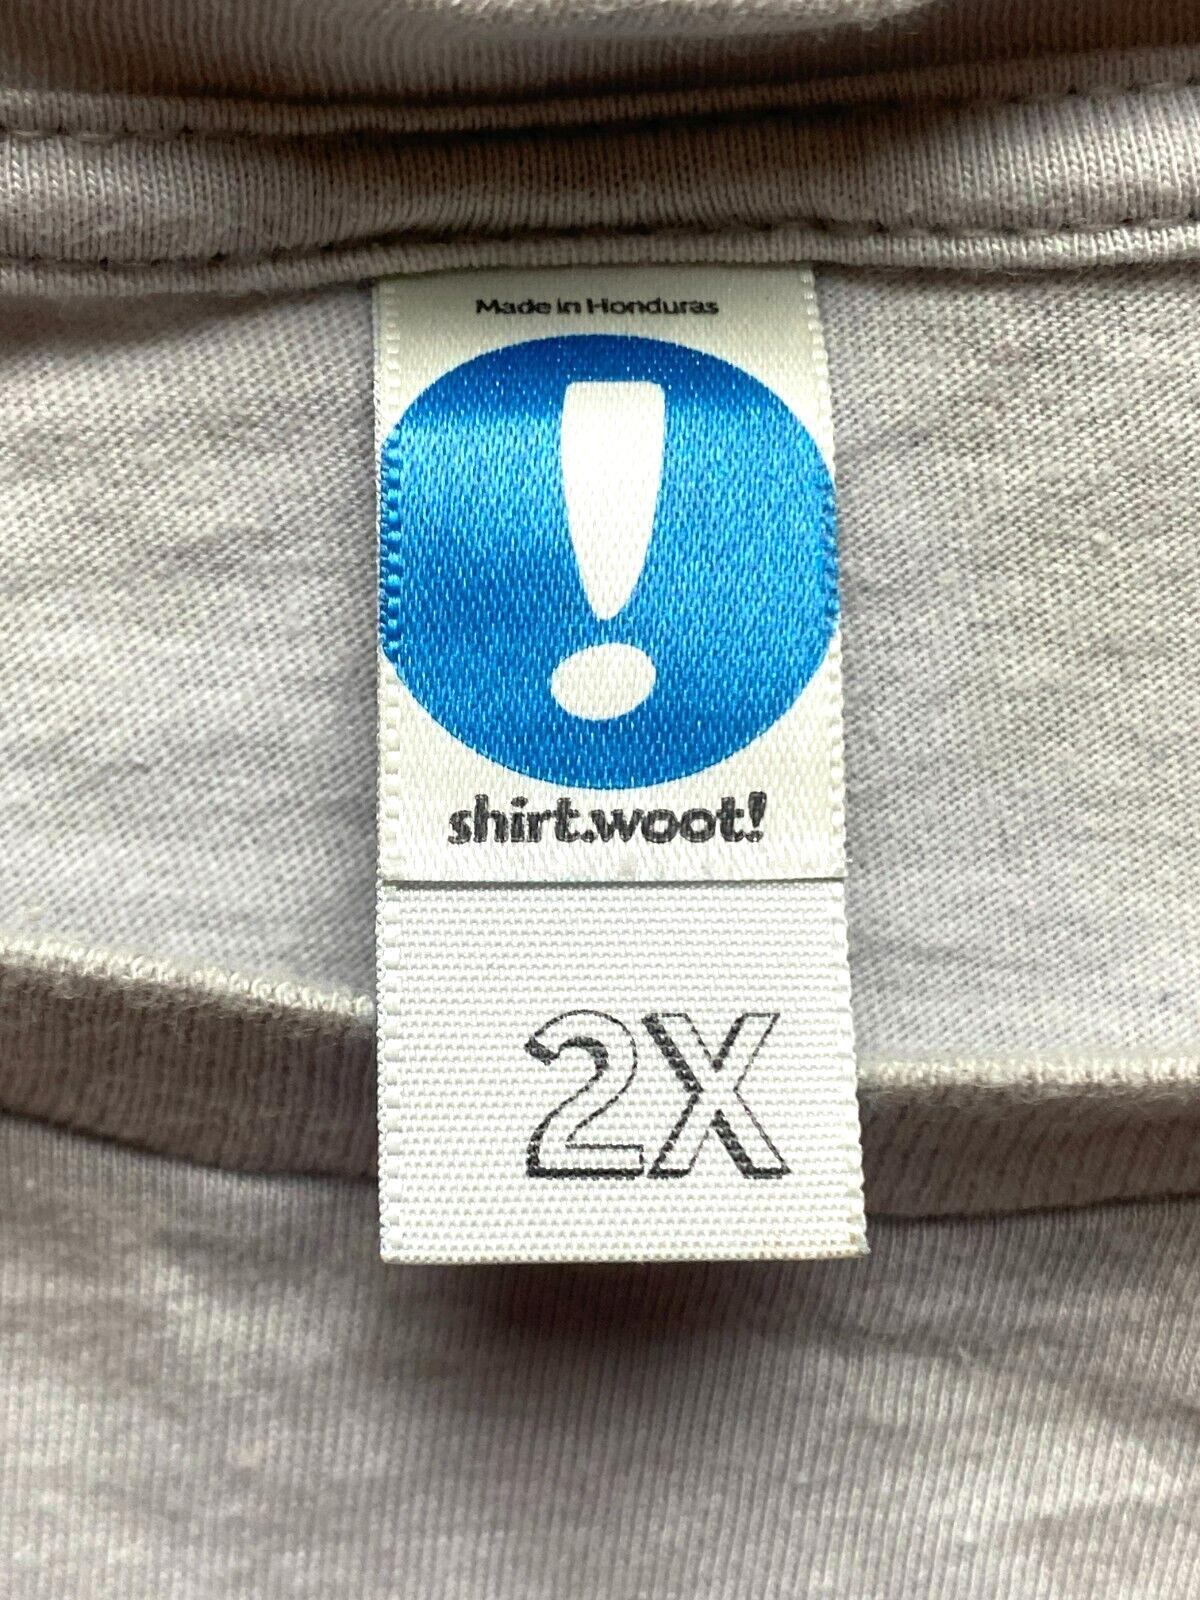 Made in Honduras
!
shirt.woot!
2X